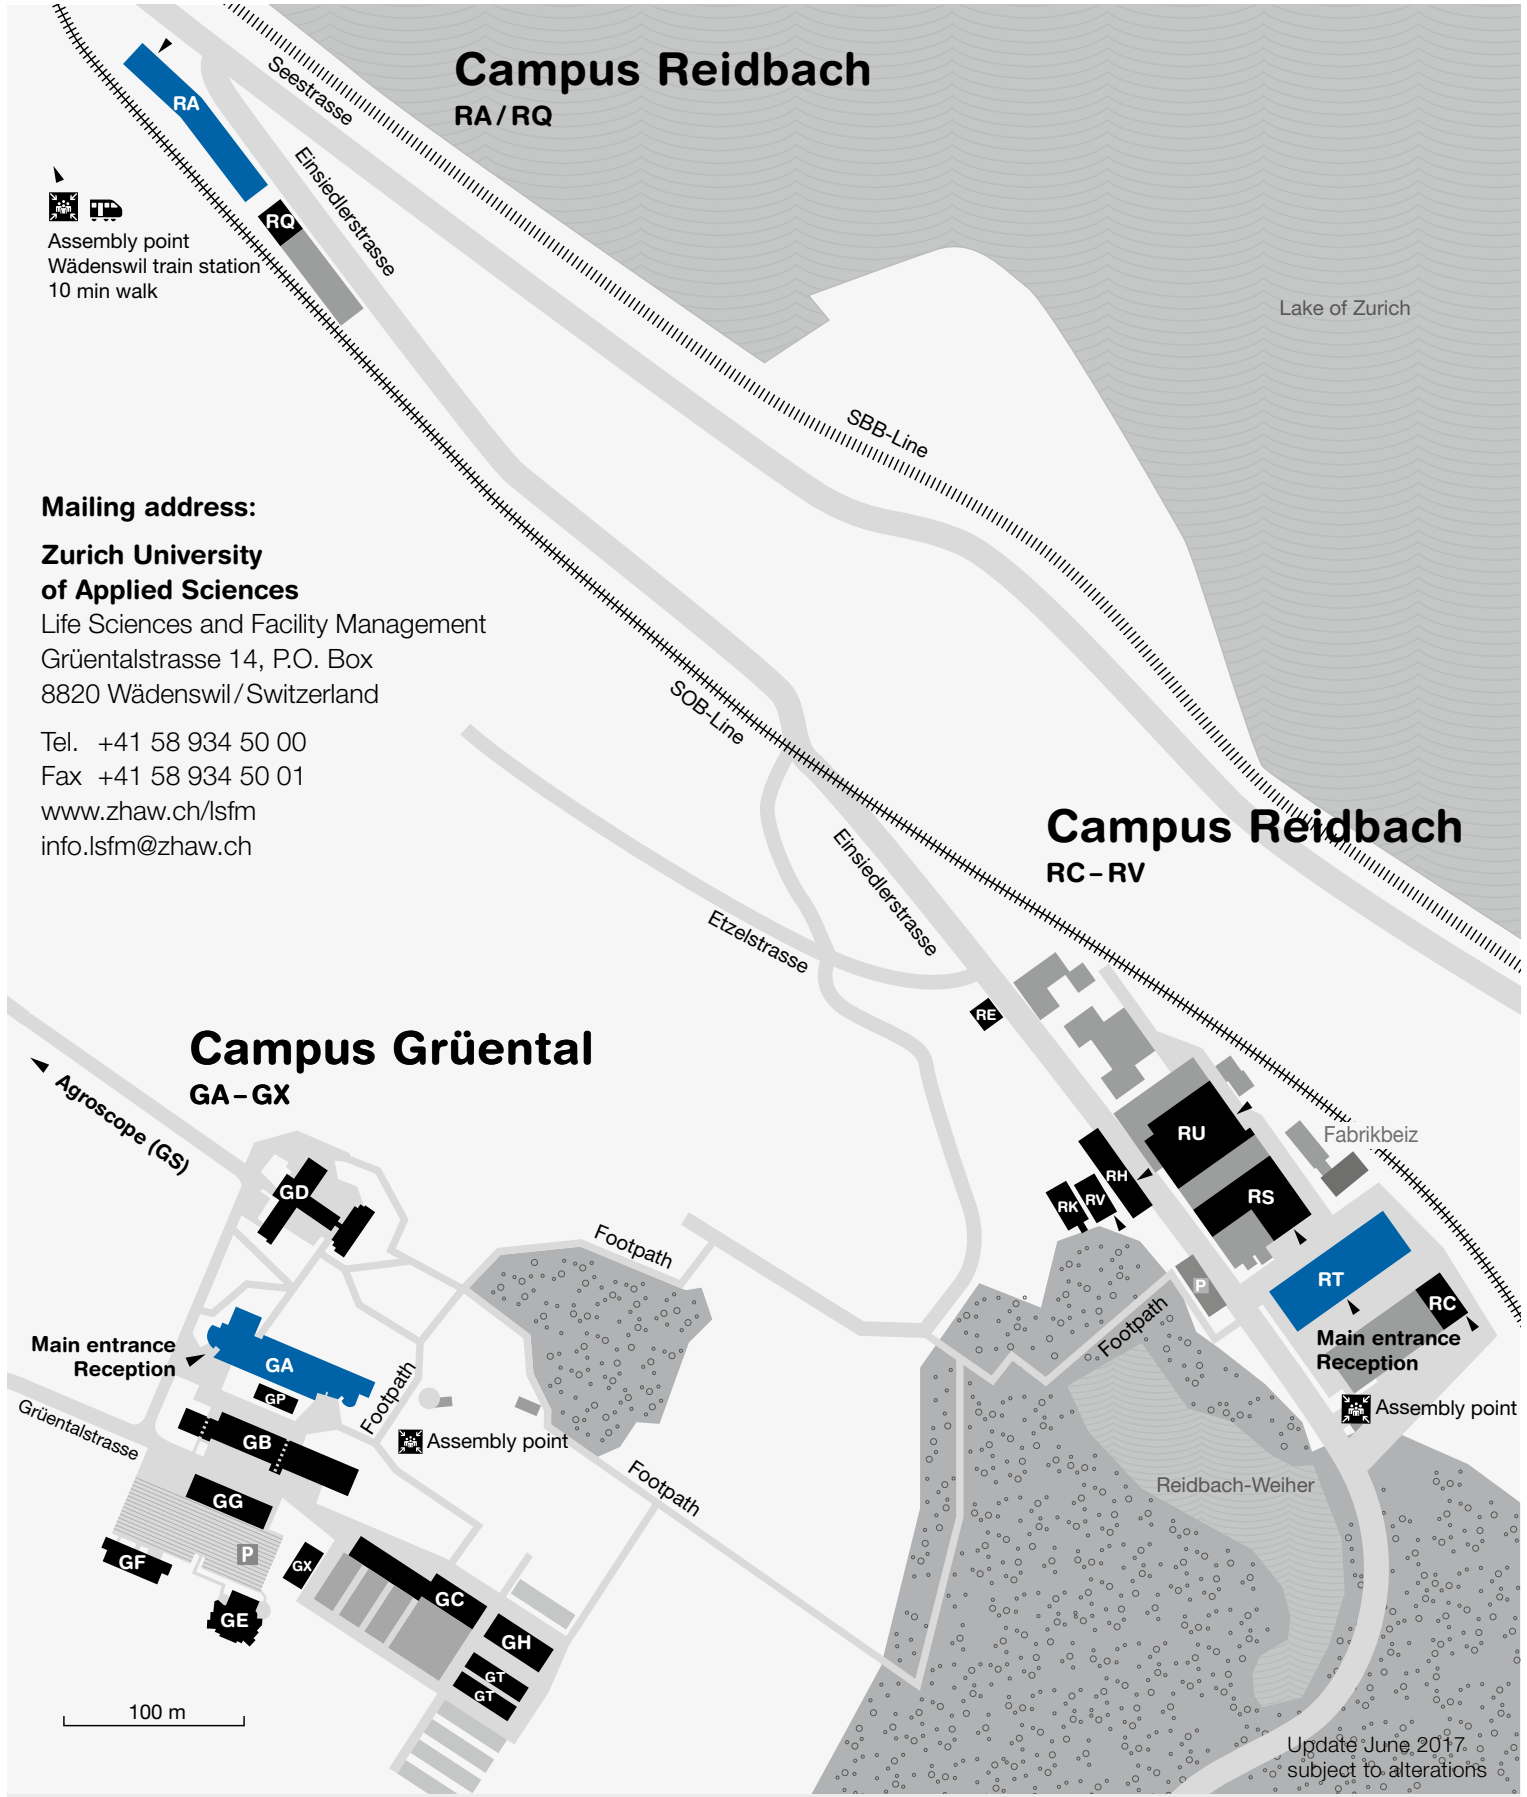 Campus Reidbach
RA / RQ
Seestrasse
RA
Einsiedlerstrasse
RQ
Assembly point
Wädenswil train station
10 min walk
Lake of Zurich
SBB-Line
Mailing address:
Zurich University
of Applied Sciences
Life Sciences and Facility Management
Grüentalstrasse 14, P.O. Box
8820 Wädenswil / Switzerland
Tel. +41 58 934 50 00
Fax +41 58 934 50 01
www.zhaw.ch/lsfm
info.lsfm@zhaw.ch
SOB-Line
Campus Reidbach
RC – RV
Einsiedlerstrasse
Etzelstrasse
RE
Campus Grüental
GA – GX
Agroscope (GS)
RU
Fabrikbeiz
RH
RV
RK
RS
GD
Footpath
RT
P
RC
Main entrance
Reception
Footpath
Main entrance
Reception
GA
GP
Footpath
Assembly point
Grüentalstrasse
GB
Assembly point
Footpath
Reidbach-Weiher
GG
P
GF
GX
GC
GE
GH
GT
GT
100 m
Update June 2017
subject to alterations